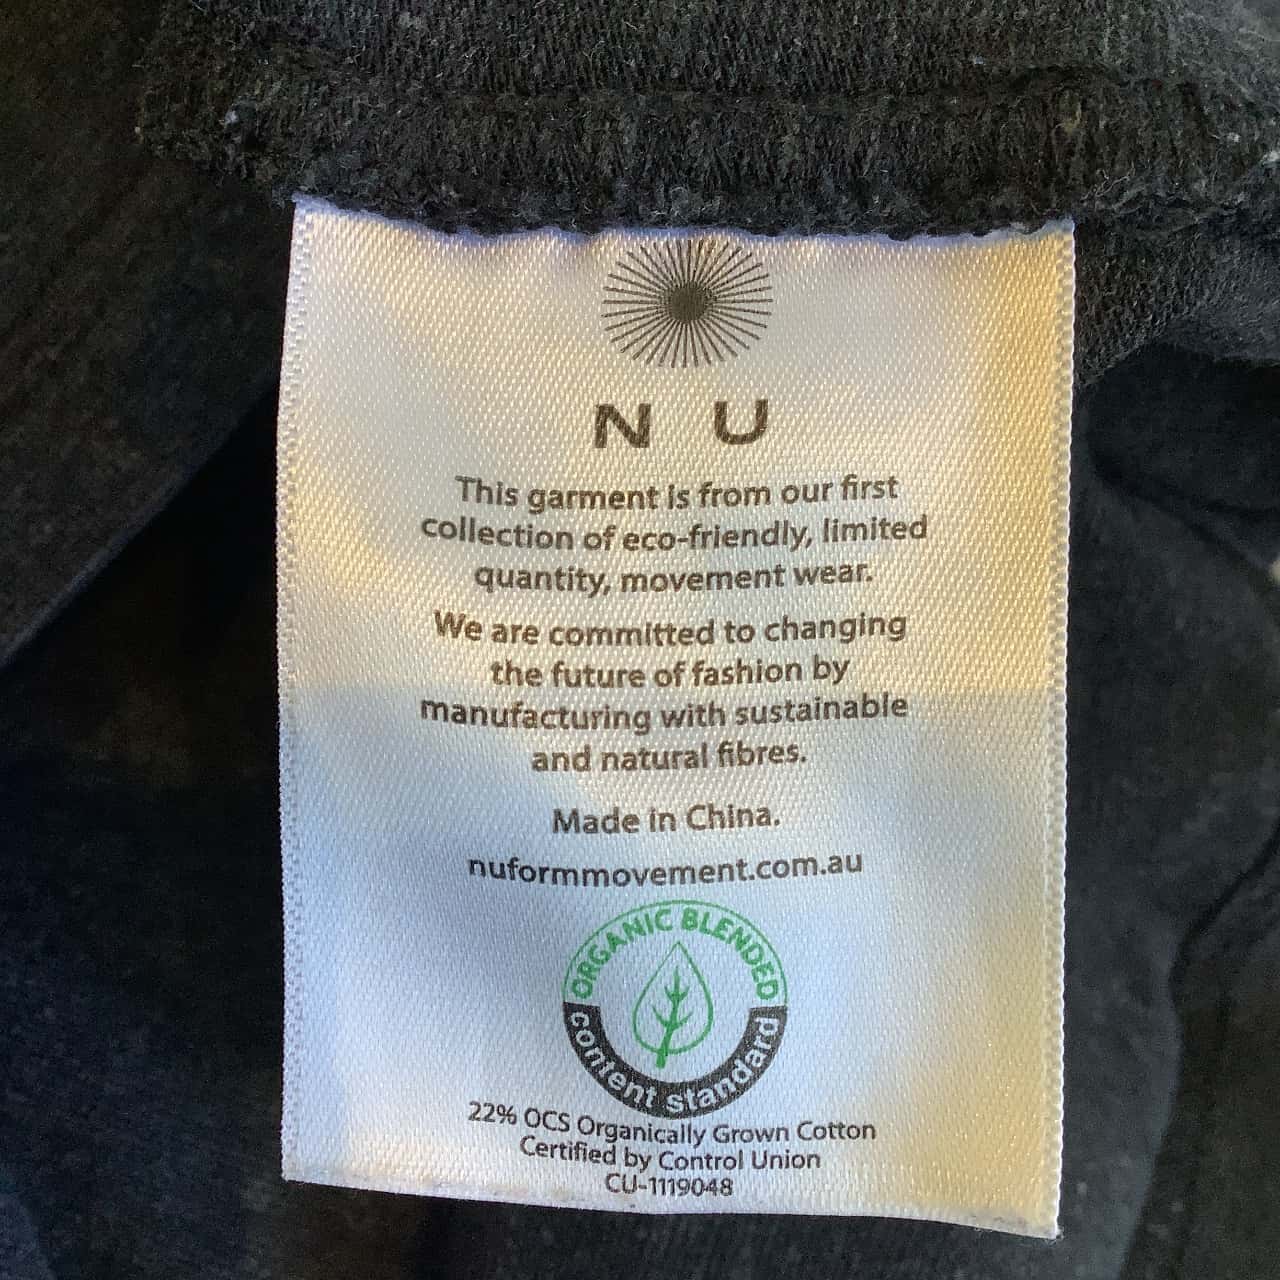 N U
This garment is from our first
collection of eco-friendly, limited
quantity, movement wear.
We are committed to changing
the future of fashion by
manufacturing with sustainable
and natural fibres.
Made in China.
nuformmovement.com.au
ORGANIC BLENDED
content standard
22% OCS Organically Grown Cotton
Certified by Control Union
CU-1119048